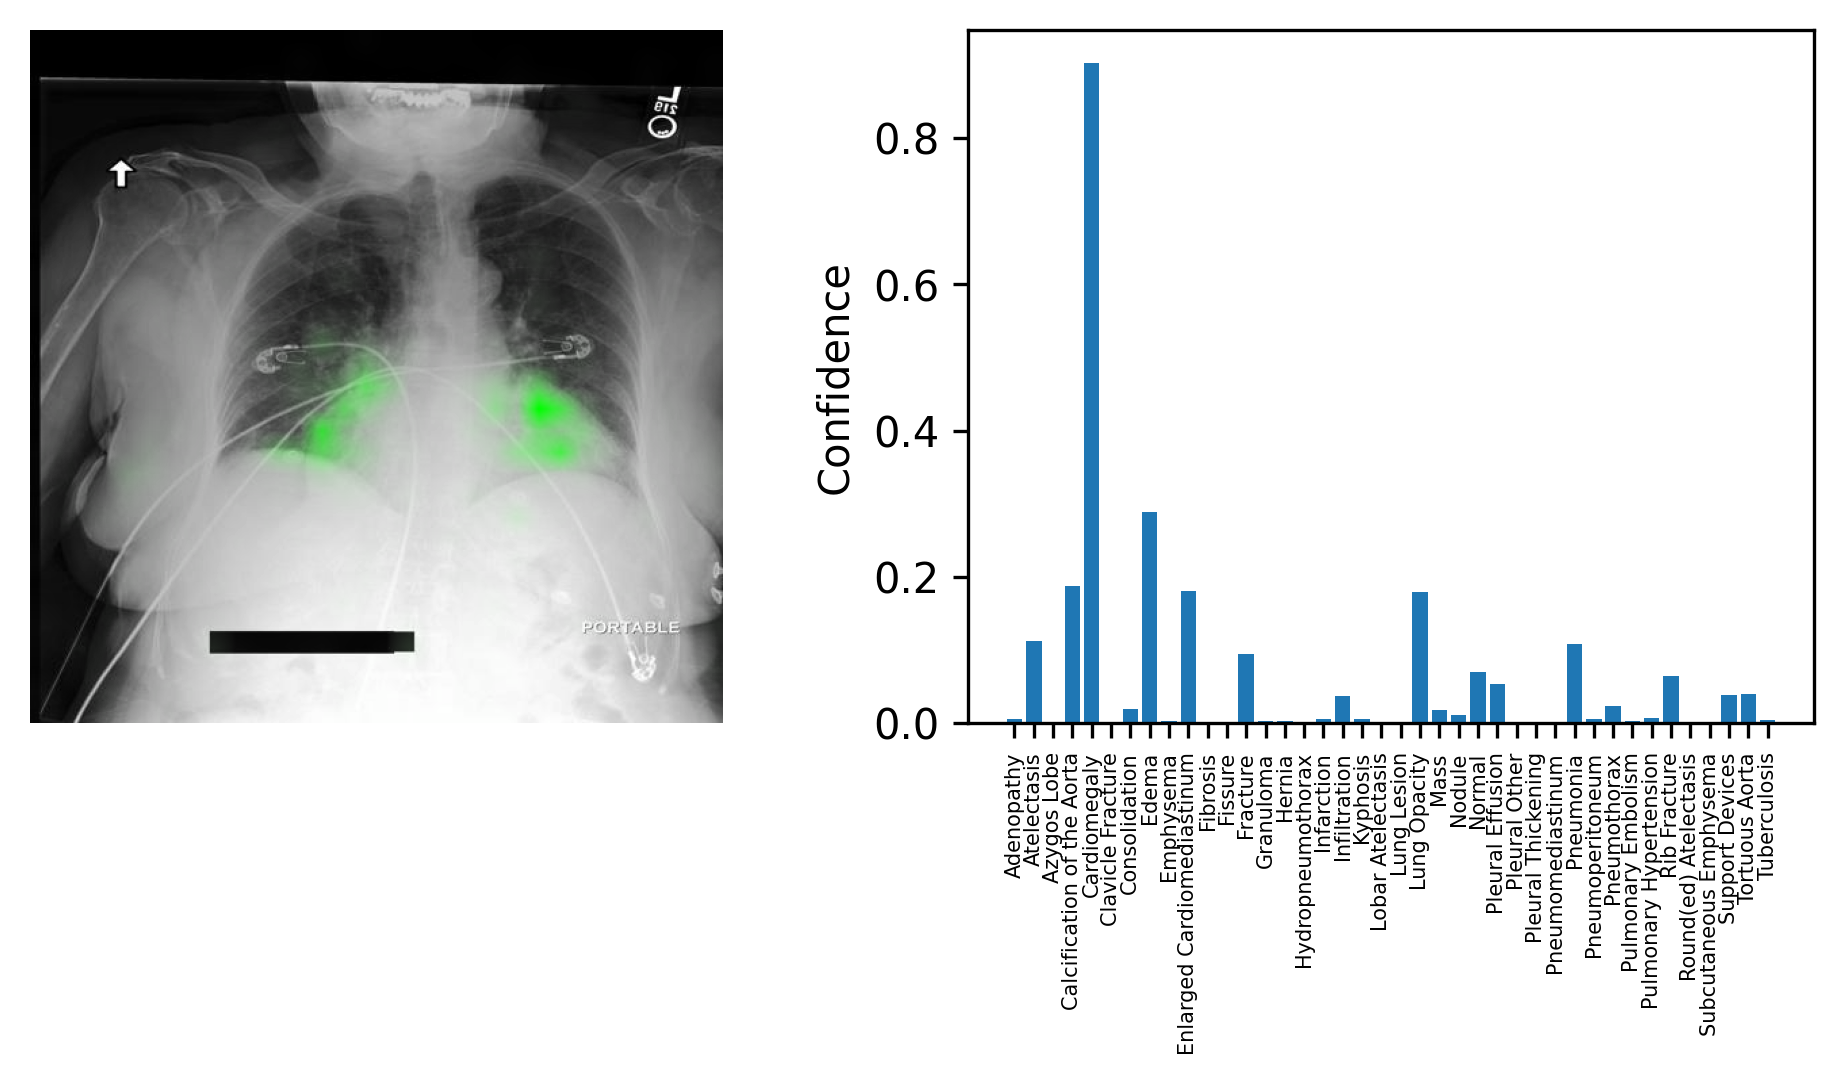 L
219
PORTABLE
Confidence
0.8
0.6
0.4
0.2
0.0
Adenopathy
Atelectasis
Azygos Lobe
Calcification of the Aorta
Cardiomegaly
Clavicle Fracture
Consolidation
Edema
Emphysema
Enlarged Cardiomediastinum
Fibrosis
Fissure
Fracture
Granuloma
Hernia
Hydropneumothorax
Infarction
Infiltration
Kyphosis
Lobar Atelectasis
Lung Lesion
Lung Opacity
Mass
Nodule
Normal
Pleural Effusion
Pleural Other
Pleural Thickening
Pneumomediastinum
Pneumonia
Pneumoperitoneum
Pneumothorax
Pulmonary Embolism
Pulmonary Hypertension
Rib Fracture
Round(ed) Atelectasis
Subcutaneous Emphysema
Support Devices
Tortuous Aorta
Tuberculosis